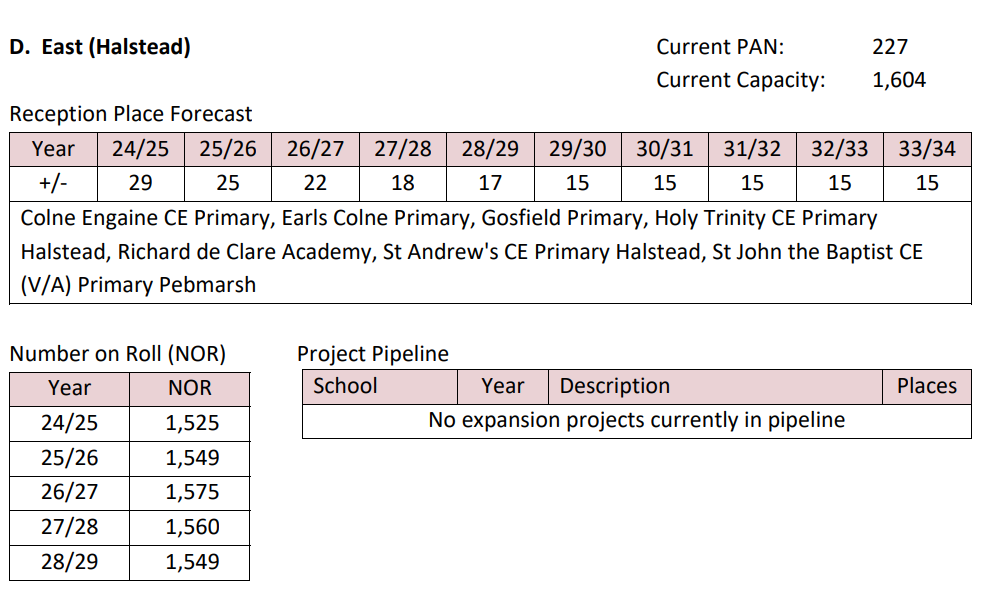 D. East (Halstead)
Current PAN: 227
Current Capacity: 1,604
Reception Place Forecast
Year 24/25 25/26 26/27 27/28 28/29 29/30 30/31 31/32 32/33 33/34
+/- 29 25 22 18 17 15 15 15 15 15
Colne Engaine CE Primary, Earls Colne Primary, Gosfield Primary, Holy Trinity CE Primary
Halstead, Richard de Clare Academy, St Andrew's CE Primary Halstead, St John the Baptist CE
(V/A) Primary Pebmarsh
Number on Roll (NOR)
Year NOR
24/25 1,525
25/26 1,549
26/27 1,575
27/28 1,560
28/29 1,549
Project Pipeline
School Year Description Places
No expansion projects currently in pipeline